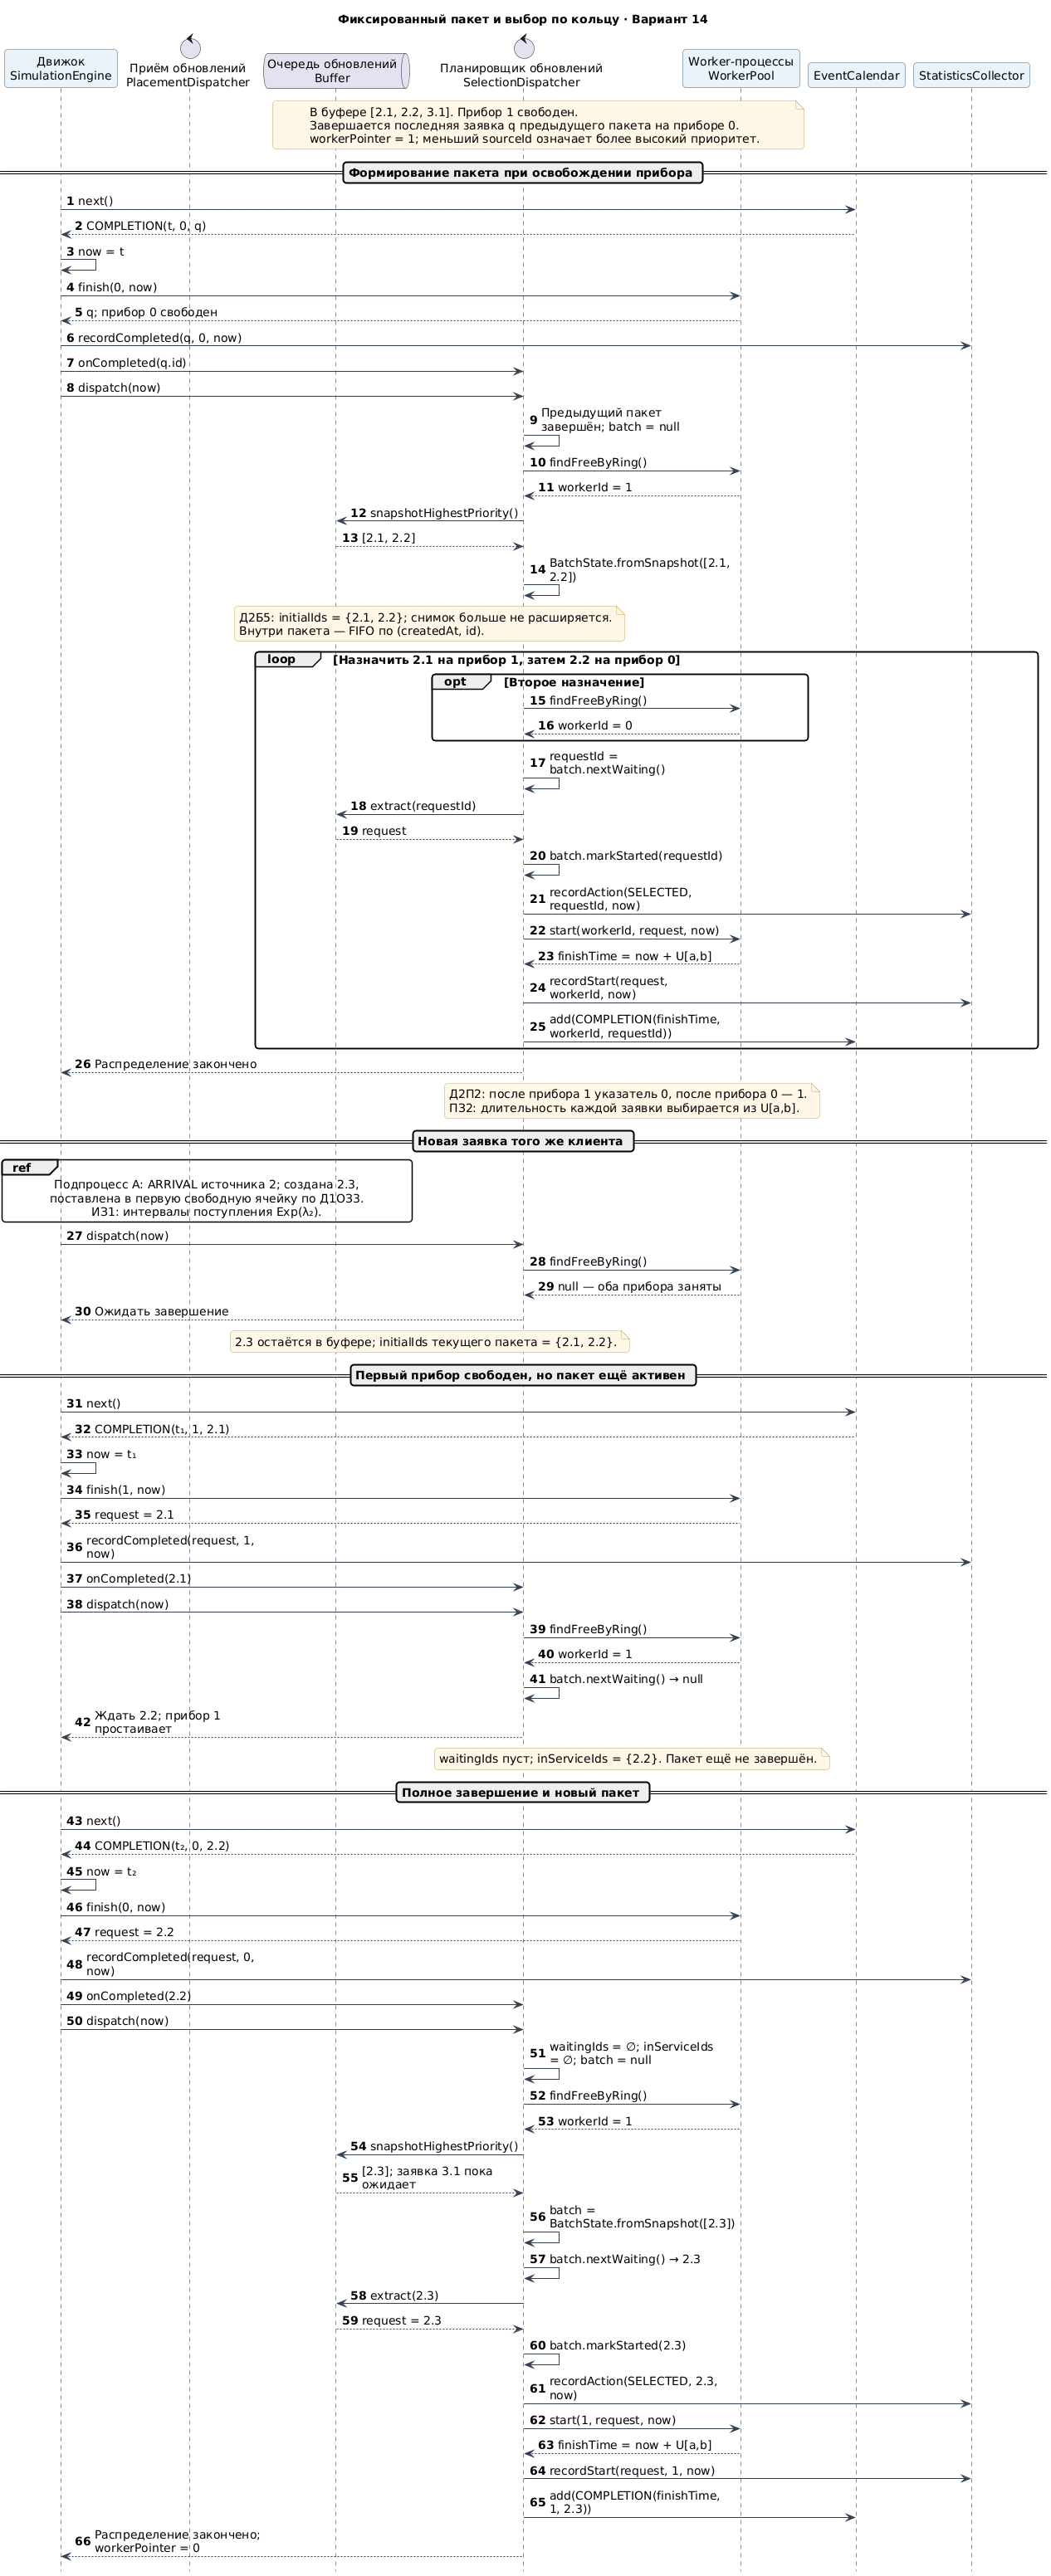 Фиксированный пакет и выбор по кольцу · Вариант 14
Движок
SimulationEngine
Приём обновлений
PlacementDispatcher
Очередь обновлений
Buffer
Планировщик обновлений
SelectionDispatcher
Worker-процессы
WorkerPool
EventCalendar
StatisticsCollector
В буфере [2.1, 2.2, 3.1]. Прибор 1 свободен.
Завершается последняя заявка q предыдущего пакета на приборе 0.
workerPointer = 1; меньший sourceId означает более высокий приоритет.
Формирование пакета при освобождении прибора
1 next()
2 COMPLETION(t, 0, q)
3 now = t
4 finish(0, now)
5 q; прибор 0 свободен
6 recordCompleted(q, 0, now)
7 onCompleted(q.id)
8 dispatch(now)
9 Предыдущий пакет
завершён; batch = null
10 findFreeByRing()
11 workerId = 1
12 snapshotHighestPriority()
13 [2.1, 2.2]
14 BatchState.fromSnapshot([2.1,
2.2])
Д2Б5: initialIds = {2.1, 2.2}; снимок больше не расширяется.
Внутри пакета — FIFO по (createdAt, id).
loop [Назначить 2.1 на прибор 1, затем 2.2 на прибор 0]
opt [Второе назначение]
15 findFreeByRing()
16 workerId = 0
17 requestId =
batch.nextWaiting()
18 extract(requestId)
19 request
20 batch.markStarted(requestId)
21 recordAction(SELECTED,
requestId, now)
22 start(workerId, request, now)
23 finishTime = now + U[a,b]
24 recordStart(request,
workerId, now)
25 add(COMPLETION(finishTime,
workerId, requestId))
26 Распределение закончено
Д2П2: после прибора 1 указатель 0, после прибора 0 — 1.
ПЗ2: длительность каждой заявки выбирается из U[a,b].
Новая заявка того же клиента
ref
Подпроцесс A: ARRIVAL источника 2; создана 2.3,
поставлена в первую свободную ячейку по Д1ОЗ3.
ИЗ1: интервалы поступления Exp(λ₂).
27 dispatch(now)
28 findFreeByRing()
29 null — оба прибора заняты
30 Ожидать завершение
2.3 остаётся в буфере; initialIds текущего пакета = {2.1, 2.2}.
Первый прибор свободен, но пакет ещё активен
31 next()
32 COMPLETION(t₁, 1, 2.1)
33 now = t₁
34 finish(1, now)
35 request = 2.1
36 recordCompleted(request, 1,
now)
37 onCompleted(2.1)
38 dispatch(now)
39 findFreeByRing()
40 workerId = 1
41 batch.nextWaiting() → null
42 Ждать 2.2; прибор 1
простаивает
waitingIds пуст; inServiceIds = {2.2}. Пакет ещё не завершён.
Полное завершение и новый пакет
43 next()
44 COMPLETION(t₂, 0, 2.2)
45 now = t₂
46 finish(0, now)
47 request = 2.2
48 recordCompleted(request, 0,
now)
49 onCompleted(2.2)
50 dispatch(now)
51 waitingIds = ∅; inServiceIds
= ∅; batch = null
52 findFreeByRing()
53 workerId = 1
54 snapshotHighestPriority()
55 [2.3]; заявка 3.1 пока
ожидает
56 batch =
BatchState.fromSnapshot([2.3])
57 batch.nextWaiting() → 2.3
58 extract(2.3)
59 request = 2.3
60 batch.markStarted(2.3)
61 recordAction(SELECTED, 2.3,
now)
62 start(1, request, now)
63 finishTime = now + U[a,b]
64 recordStart(request, 1, now)
65 add(COMPLETION(finishTime,
1, 2.3))
66 Распределение закончено;
workerPointer = 0